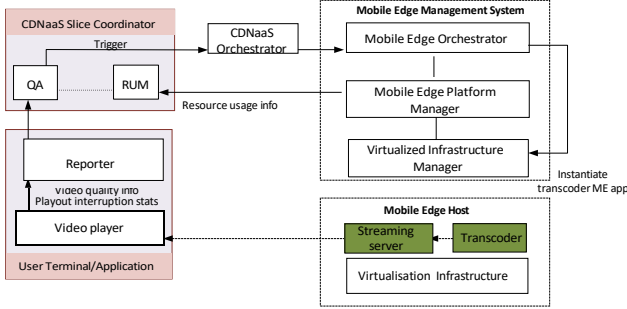 CDNaaS Slice Coordinator
Trigger
QA
RUM
CDNaaS
Orchestrator
Mobile Edge Management System
Mobile Edge Orchestrator
Mobile Edge Platform
Manager
Virtualized Infrastructure
Manager
Resource usage info
Instantiate
transcoder ME app
Reporter
Video quality info
Playout interruption stats
Video player
User Terminal/Application
Mobile Edge Host
Streaming
server
Transcoder
Virtualisation Infrastructure